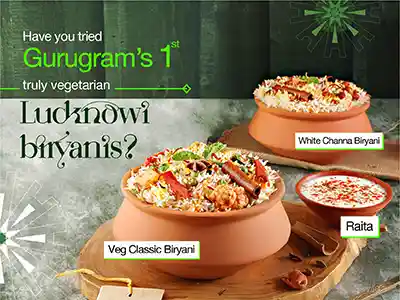 Have you tried
Gurugram's 1st
truly vegetarian
Lucknowi
biryanis?
White Channa Biryani
Raita
Veg Classic Biryani